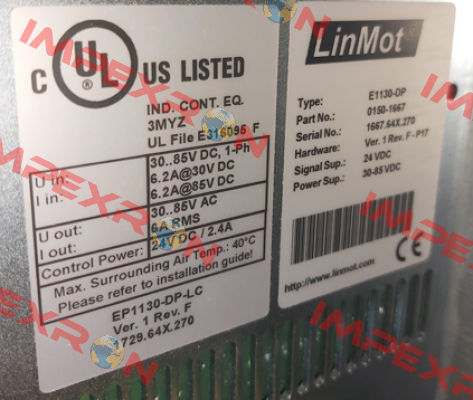 C UL US LISTED
®
IND. CONT. EQ.
3MYZ
UL File E316095 F
U in: 30..85V DC, 1-Ph
I in: 6.2A@30V DC
6.2A@85V DC
U out: 30..85V AC
I out: 6A RMS
Control Power: 24V DC / 2.4A
Max. Surrounding Air Temp.: 40°C
Please refer to installation guide!
EP1130-DP-LC
Ver. 1 Rev. F
1729.64X.270
LinMot
Type: E1130-DP
Part No.: 0150-1667
Serial No.: 1667.64X.270
Hardware: Ver. 1 Rev. F - P17
Signal Sup.: 24 VDC
Power Sup.: 30-85 VDC
http://www.linmot.com
CE
IMPEXRON
IMPEXRON
IMPEXRON
IMPEXRON